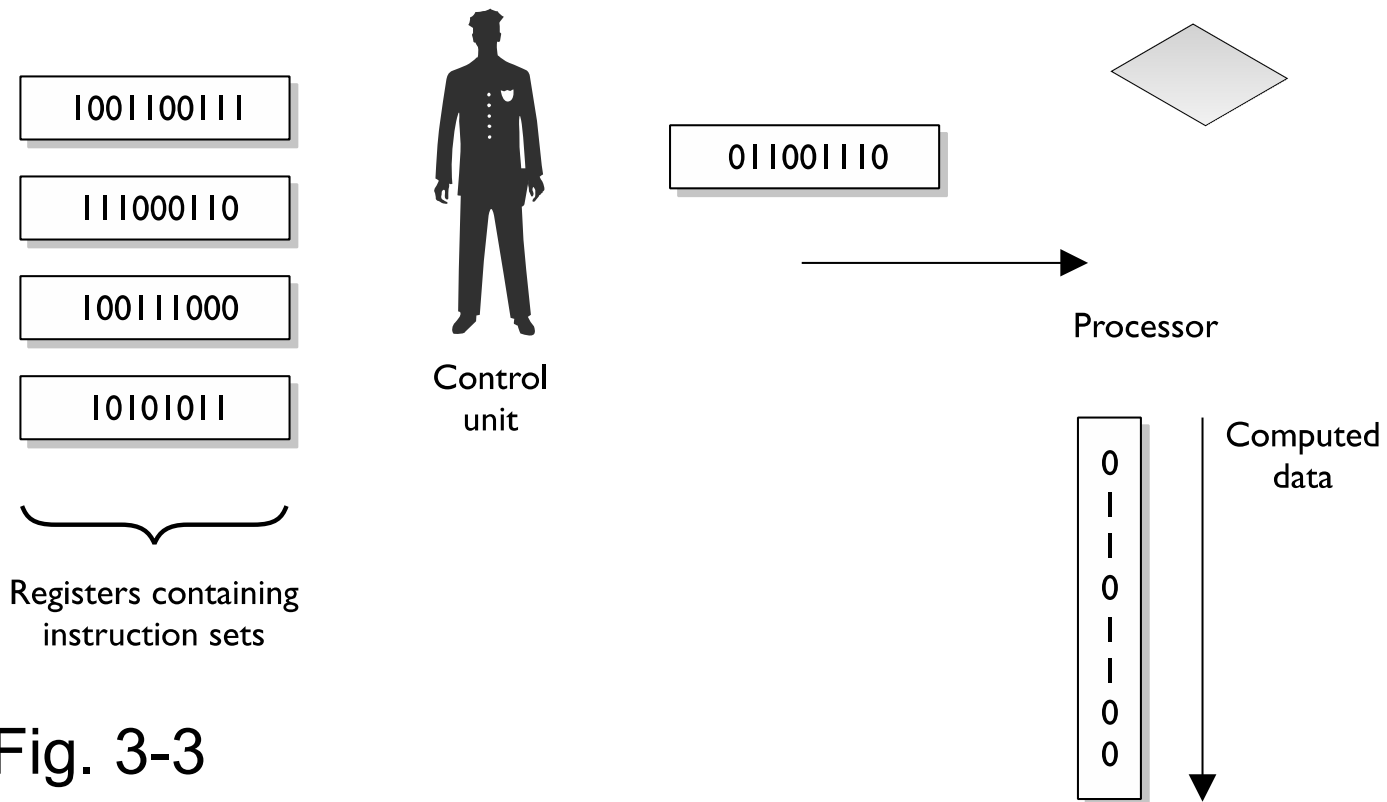 1001100111
111000110
100111000
10101011
Registers containing
instruction sets
Control
unit
011001110
Processor
0
1
1
0
1
1
0
0
Computed
data
Fig. 3-3